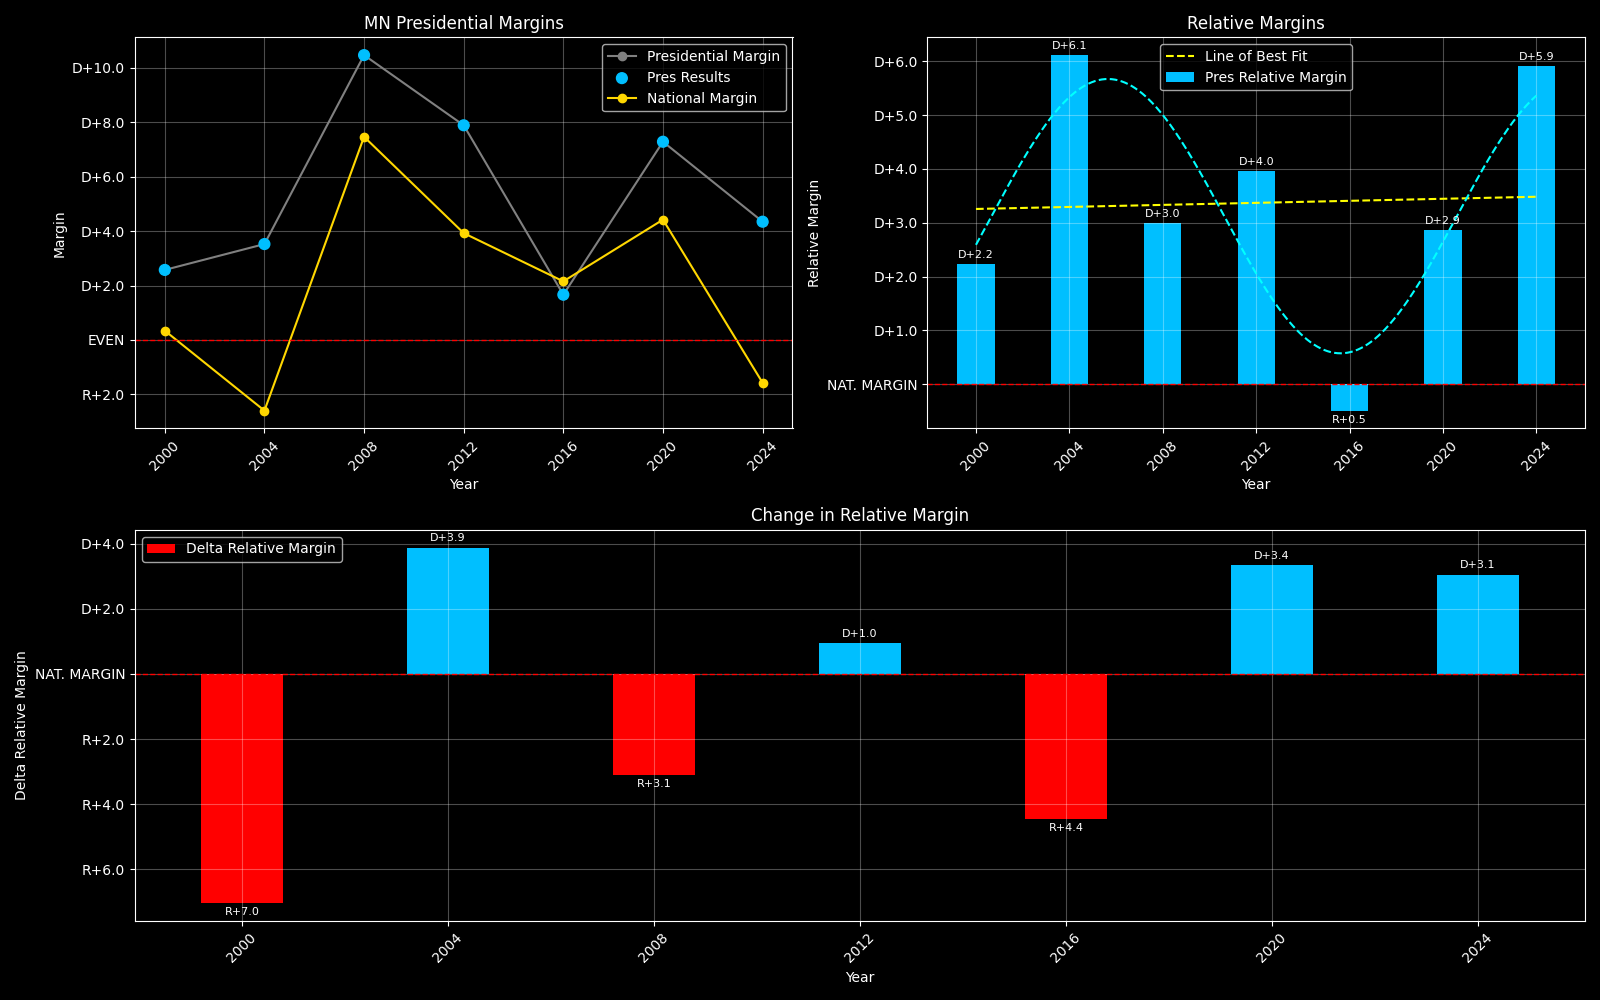 MN Presidential Margins
Margin
D+10.0
D+8.0
D+6.0
D+4.0
D+2.0
EVEN
R+2.0
Presidential Margin
Pres Results
National Margin
2000
2004
2008
2012
2016
2020
2024
Year
Relative Margins
Relative Margin
D+6.0
D+5.0
D+4.0
D+3.0
D+2.0
D+1.0
NAT. MARGIN
Line of Best Fit
Pres Relative Margin
D+2.2
D+6.1
D+3.0
D+4.0
R+0.5
D+2.9
D+5.9
2000
2004
2008
2012
2016
2020
2024
Year
Change in Relative Margin
Delta Relative Margin
D+4.0
D+2.0
NAT. MARGIN
R+2.0
R+4.0
R+6.0
Delta Relative Margin
R+7.0
D+3.9
R+3.1
D+1.0
R+4.4
D+3.4
D+3.1
2000
2004
2008
2012
2016
2020
2024
Year